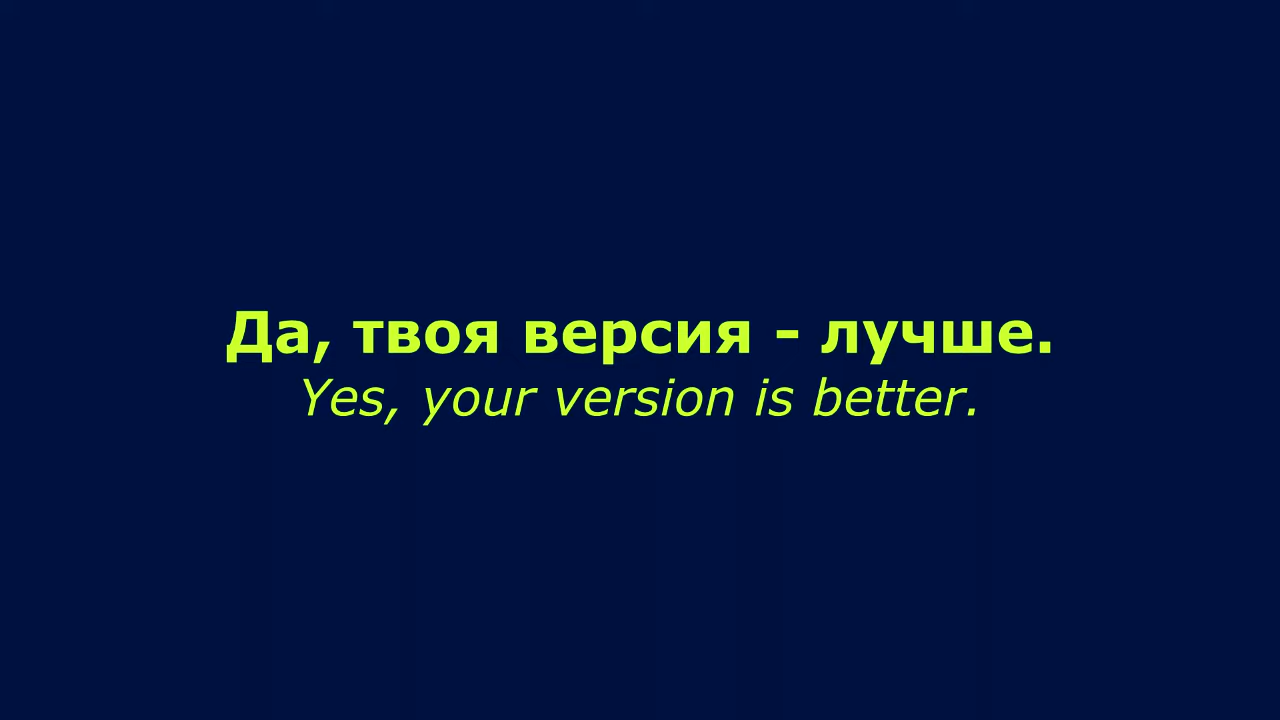 Да, твоя версия - лучше.
Yes, your version is better.